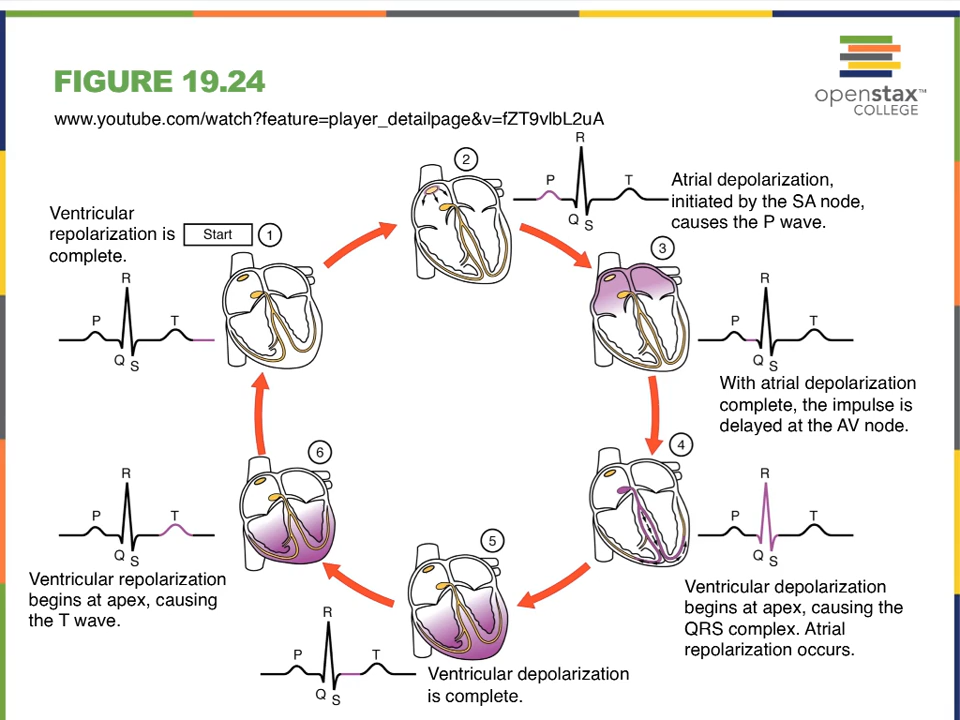 FIGURE 19.24
openstax™
COLLEGE
www.youtube.com/watch?feature=player_detailpage&v=fZT9vlbL2uA
Ventricular
repolarization is
complete.
Start
1
R
P
T
Q
S
2
R
P
T
Q
S
Atrial depolarization,
initiated by the SA node,
causes the P wave.
3
R
P
T
Q
S
With atrial depolarization
complete, the impulse is
delayed at the AV node.
4
R
P
T
Q
S
Ventricular depolarization
begins at apex, causing the
QRS complex. Atrial
repolarization occurs.
5
R
P
T
Q
S
Ventricular depolarization
is complete.
6
R
P
T
Q
S
Ventricular repolarization
begins at apex, causing
the T wave.